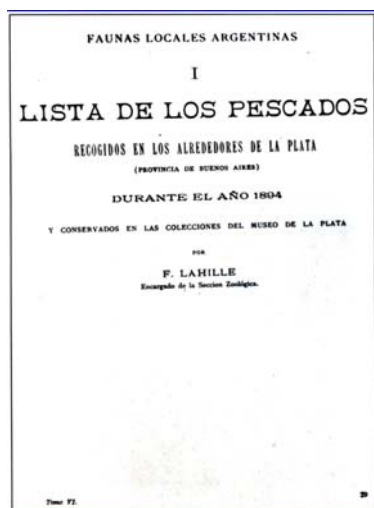 FAUNAS LOCALES ARGENTINAS
I
LISTA DE LOS PESCADOS
RECOGIDOS EN LOS ALREDEDORES DE LA PLATA
(PROVINCIA DE BUENOS AIRES)
DURANTE EL AÑO 1894
Y CONSERVADOS EN LAS COLECCIONES DEL MUSEO DE LA PLATA
POR
F. LAHILLE
Encargado de la Seccion Zoológica.
Tomo VI.
29